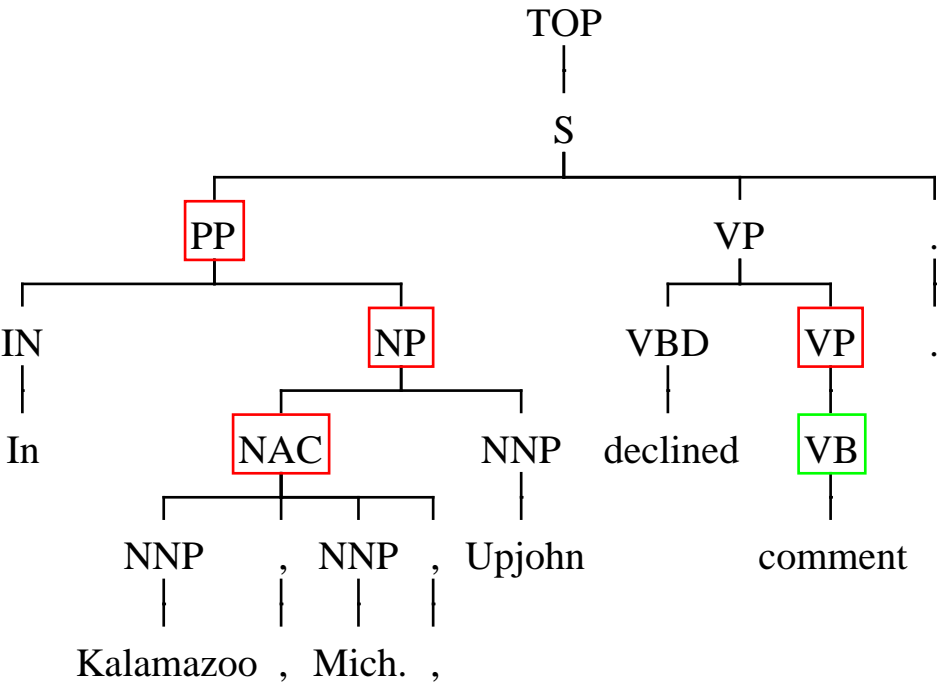 TOP
S
PP VP .
IN NP VBD VP .
In NAC NNP declined VB
NNP , NNP , Upjohn comment
Kalamazoo , Mich. ,